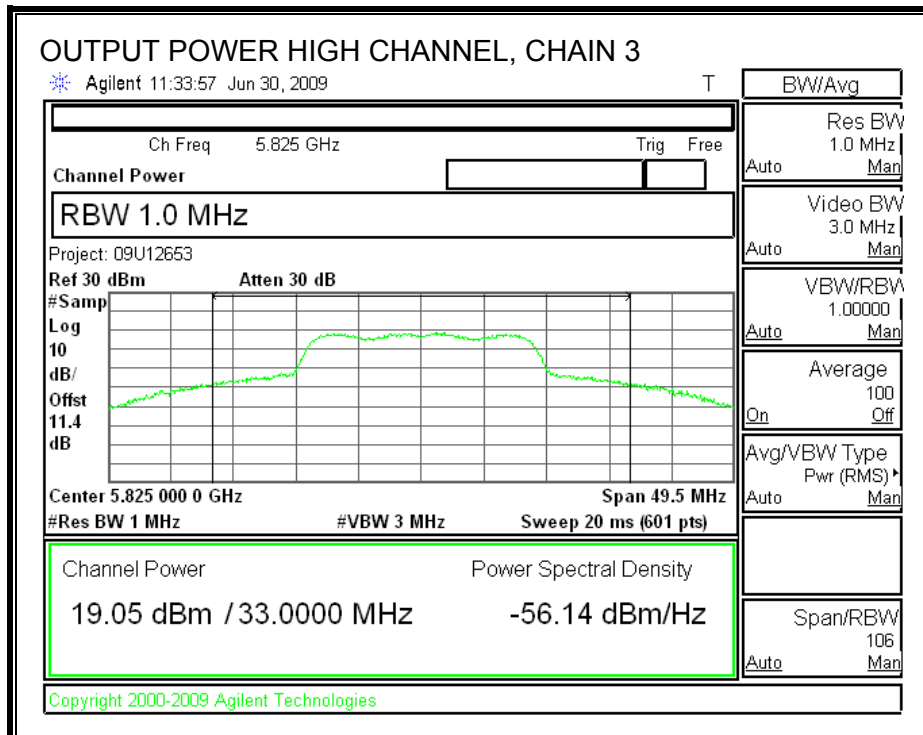 OUTPUT POWER HIGH CHANNEL, CHAIN 3
Agilent 11:33:57 Jun 30, 2009 T
BW/Avg
Ch Freq 5.825 GHz Trig Free
Channel Power
RBW 1.0 MHz
Project: 09U12653
Ref 30 dBm Atten 30 dB
#Samp
Log
10
dB/
Offst
11.4
dB
Center 5.825 000 0 GHz Span 49.5 MHz
#Res BW 1 MHz #VBW 3 MHz Sweep 20 ms (601 pts)
Channel Power Power Spectral Density
19.05 dBm / 33.0000 MHz -56.14 dBm/Hz
Copyright 2000-2009 Agilent Technologies
Res BW
1.0 MHz
Auto Man
Video BW
3.0 MHz
Auto Man
VBW/RBW
1.00000
Auto Man
Average
100
On Off
Avg/VBW Type
Pwr (RMS)
Auto Man
Span/RBW
106
Auto Man